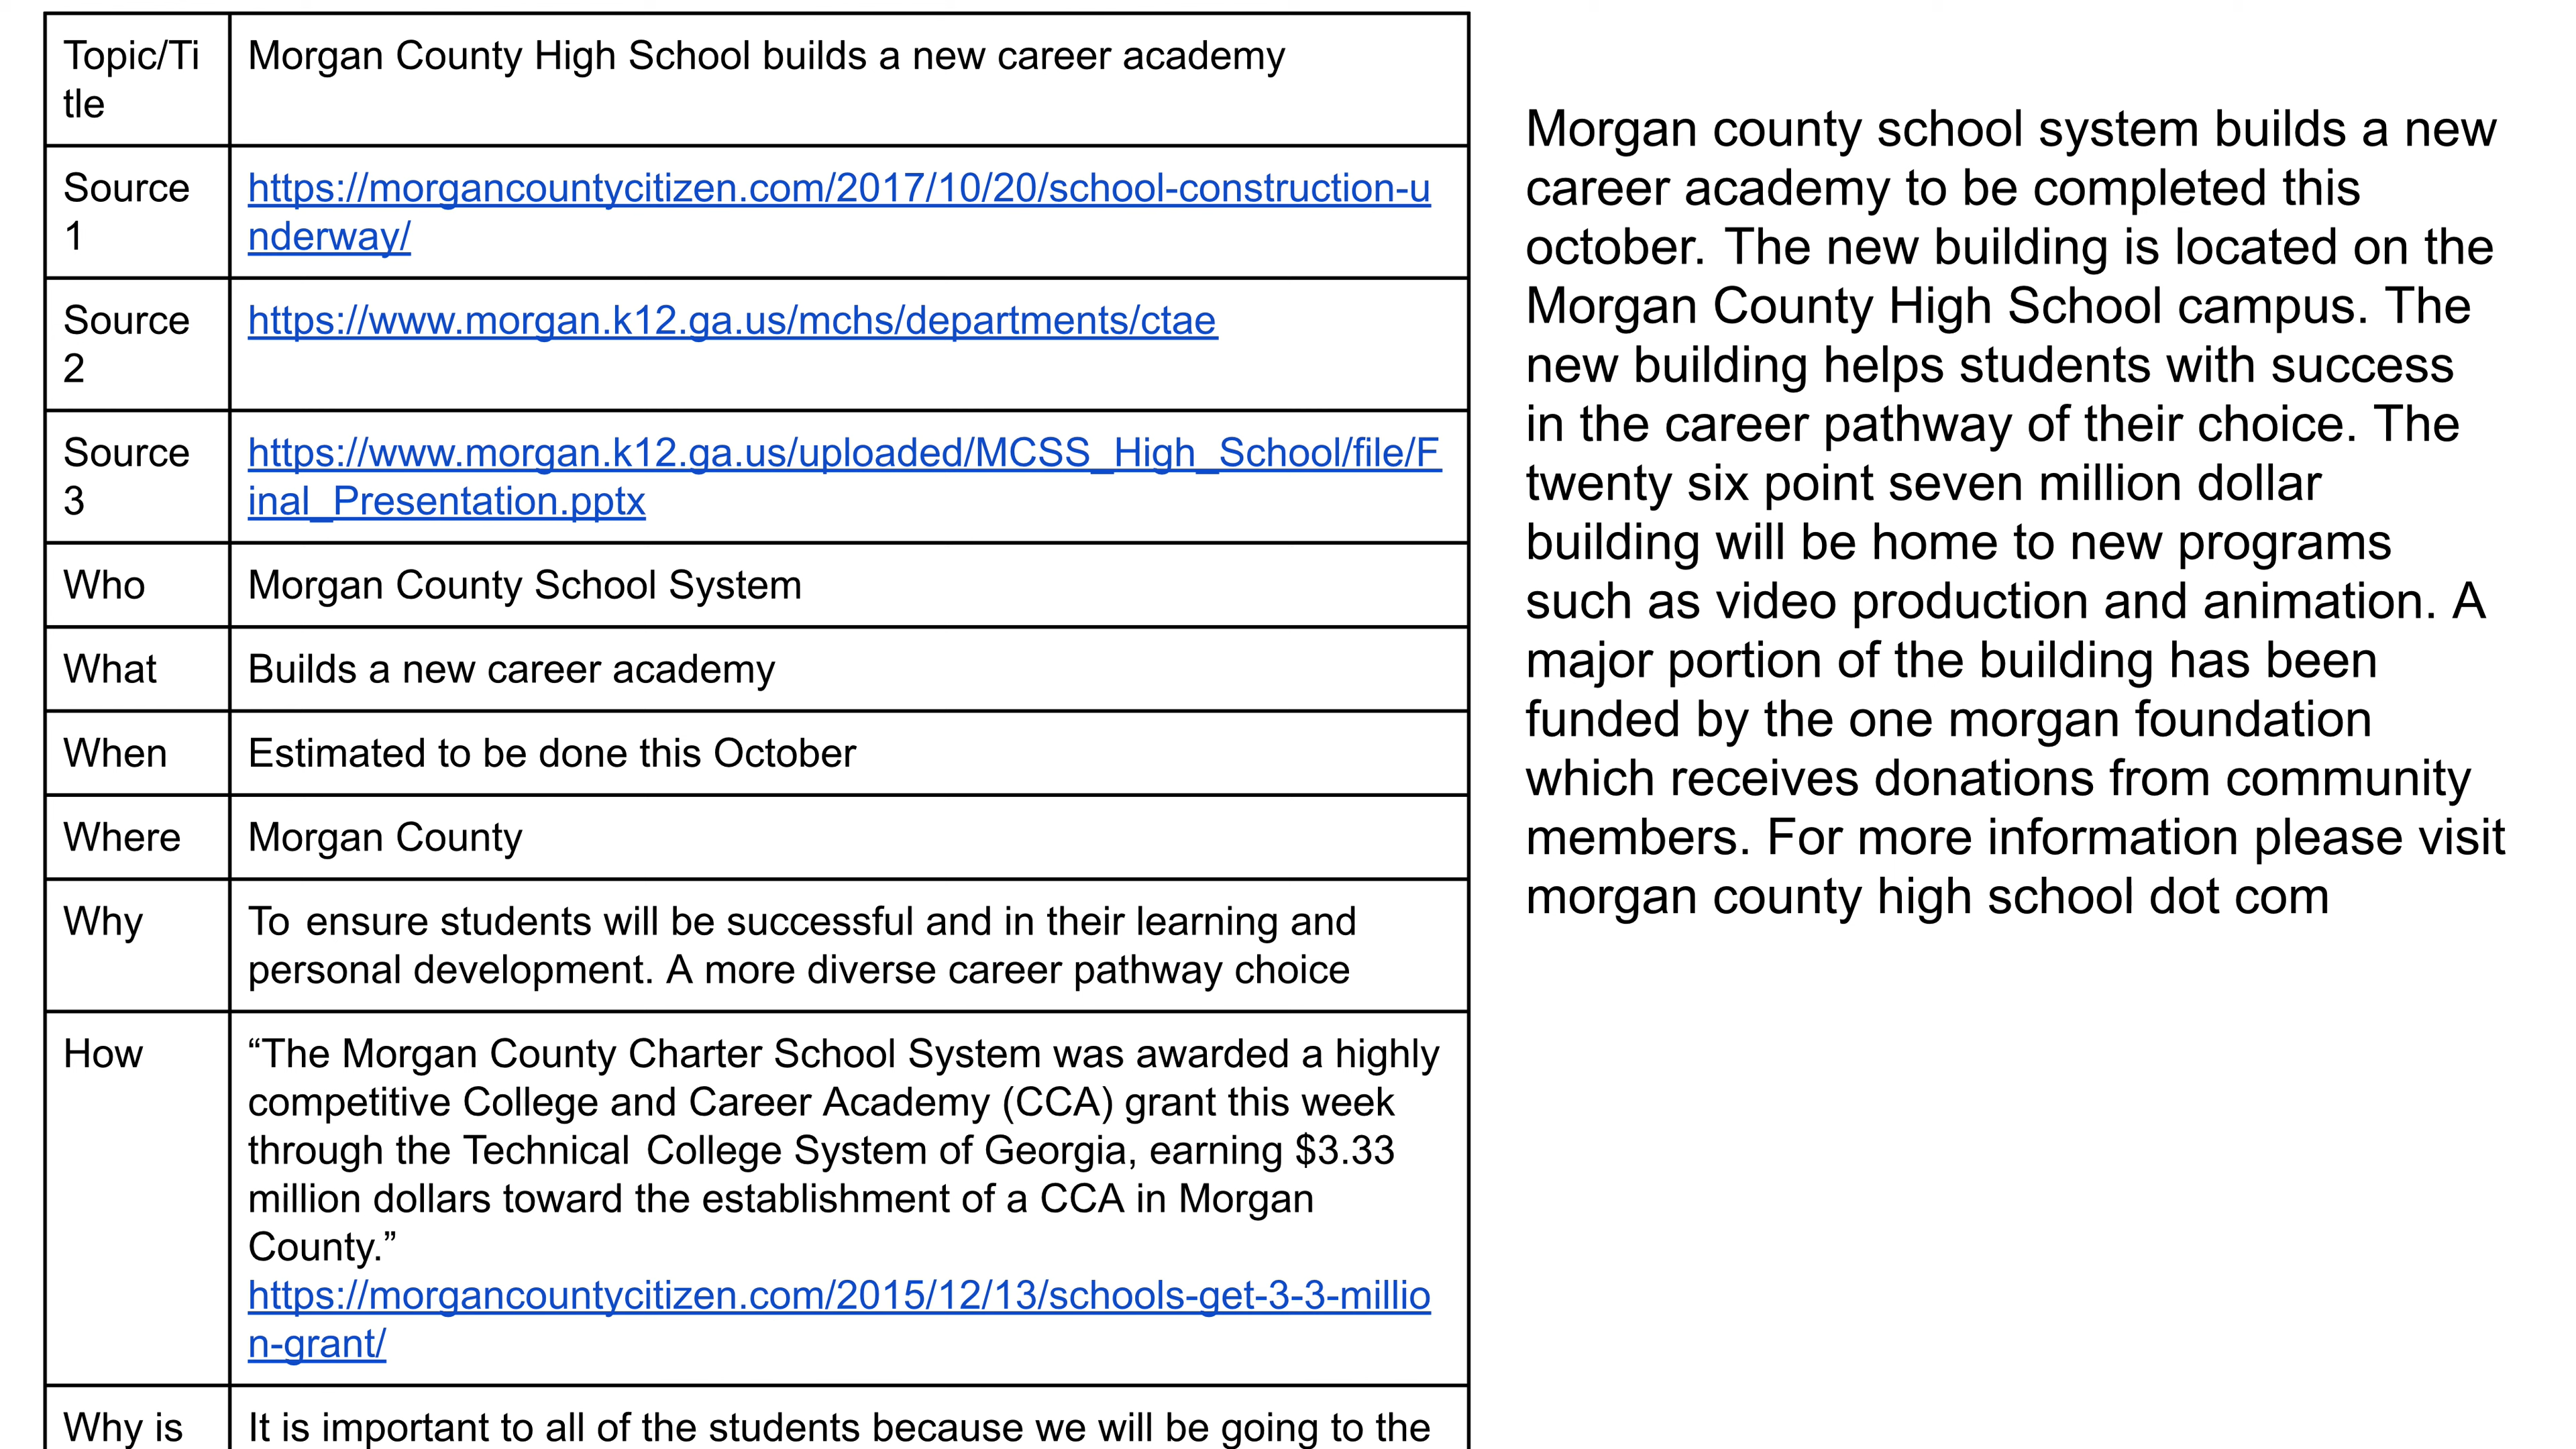 Topic/Ti
tle
Morgan County High School builds a new career academy
Source
1
https://morgancountycitizen.com/2017/10/20/school-construction-u
nderway/
Source
2
https://www.morgan.k12.ga.us/mchs/departments/ctae
Source
3
https://www.morgan.k12.ga.us/uploaded/MCSS_High_School/file/F
inal_Presentation.pptx
Who
Morgan County School System
What
Builds a new career academy
When
Estimated to be done this October
Where
Morgan County
Why
To ensure students will be successful and in their learning and
personal development. A more diverse career pathway choice
How
“The Morgan County Charter School System was awarded a highly
competitive College and Career Academy (CCA) grant this week
through the Technical College System of Georgia, earning $3.33
million dollars toward the establishment of a CCA in Morgan
County.”
https://morgancountycitizen.com/2015/12/13/schools-get-3-3-millio
n-grant/
Why is
It is important to all of the students because we will be going to the
Morgan county school system builds a new
career academy to be completed this
october. The new building is located on the
Morgan County High School campus. The
new building helps students with success
in the career pathway of their choice. The
twenty six point seven million dollar
building will be home to new programs
such as video production and animation. A
major portion of the building has been
funded by the one morgan foundation
which receives donations from community
members. For more information please visit
morgan county high school dot com